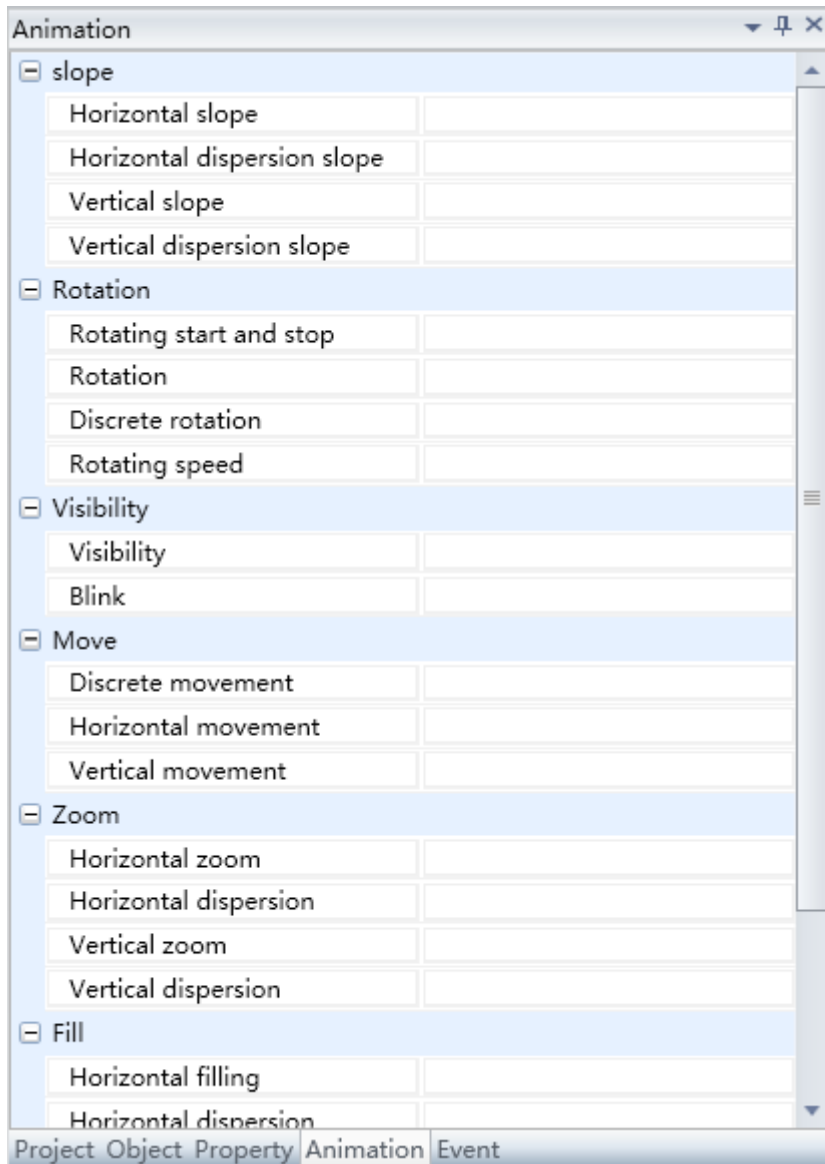 Animation
slope
Horizontal slope
Horizontal dispersion slope
Vertical slope
Vertical dispersion slope
Rotation
Rotating start and stop
Rotation
Discrete rotation
Rotating speed
Visibility
Visibility
Blink
Move
Discrete movement
Horizontal movement
Vertical movement
Zoom
Horizontal zoom
Horizontal dispersion
Vertical zoom
Vertical dispersion
Fill
Horizontal filling
Horizontal dispersion
Project Object Property Animation Event